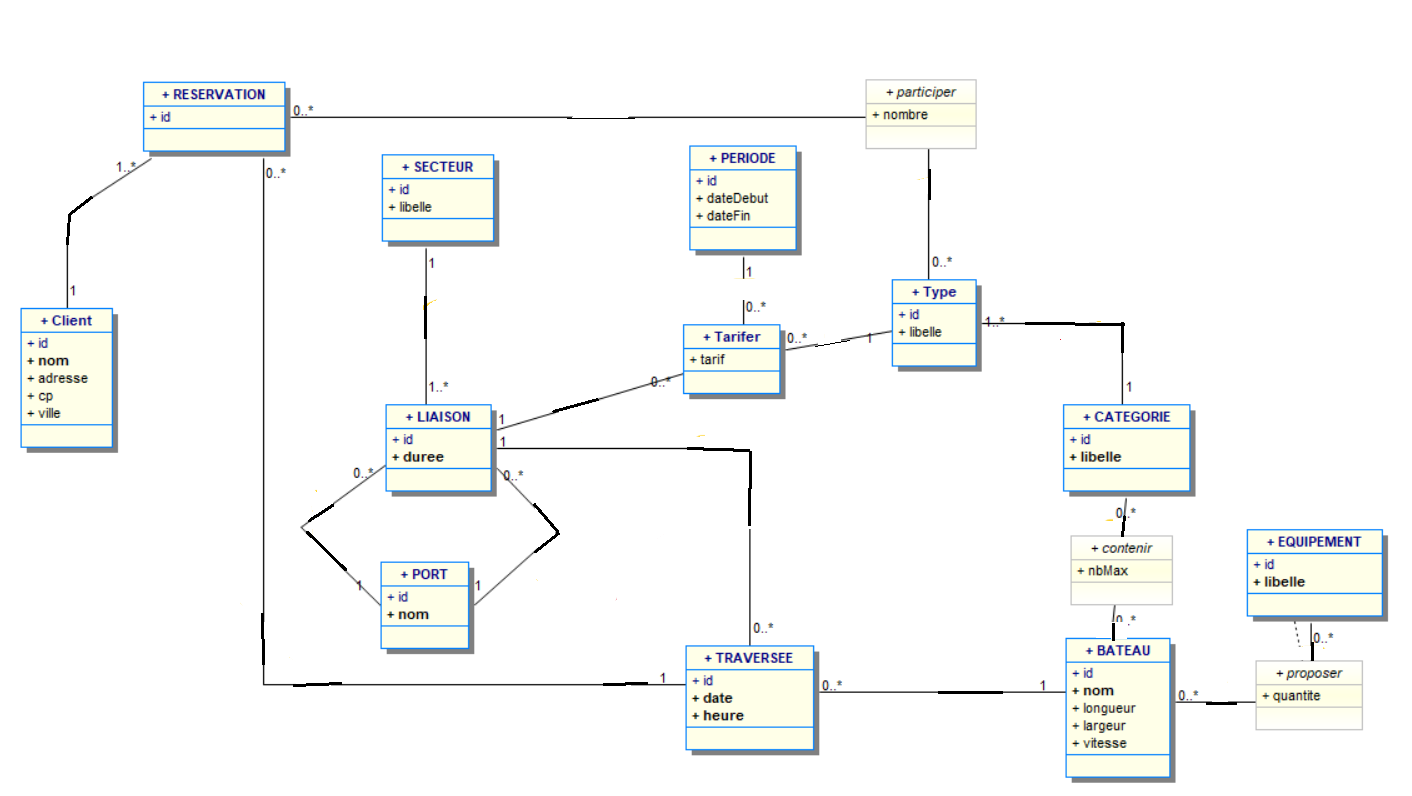 + RESERVATION
+ id
0..*
+ participer
+ nombre
1..*
0..*
+ SECTEUR
+ id
+ libelle
+ PERIODE
+ id
+ dateDebut
+ dateFin
1
1
0..*
0..*
1
+ Client
+ id
+ nom
+ adresse
+ cp
+ ville
+ Type
+ id
+ libelle
1..*
+ Tarifer
+ tarif
0..*
1
0..*
1..*
1
+ LIAISON
+ id
+ duree
1
1
0..*
0..*
+ CATEGORIE
+ id
+ libelle
0..*
+ contenir
+ nbMax
0..*
+ EQUIPEMENT
+ id
+ libelle
0..*
+ PORT
+ id
+ nom
1
1
0..*
+ TRAVERSEE
+ id
+ date
+ heure
1
0..*
1
+ BATEAU
+ id
+ nom
+ longueur
+ largeur
+ vitesse
0..*
+ proposer
+ quantite